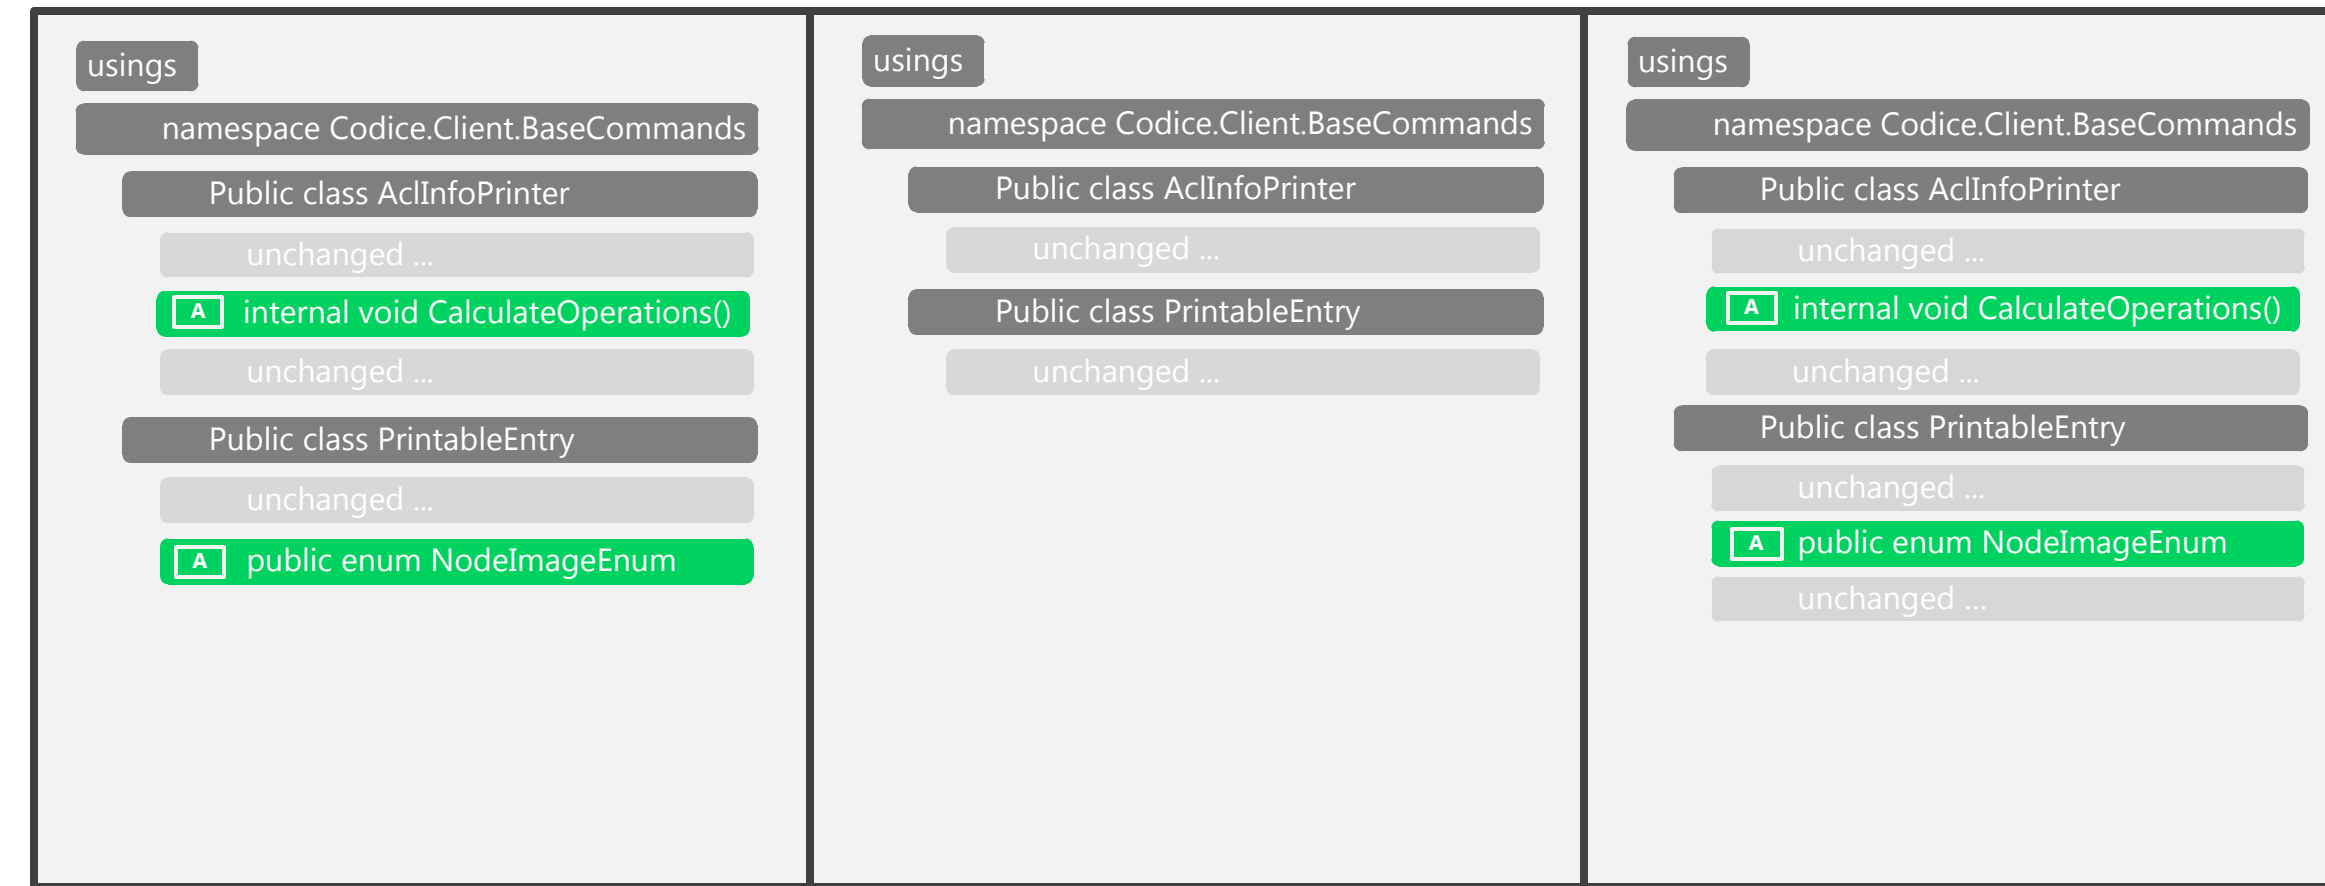 usings
namespace Codice.Client.BaseCommands
Public class AclInfoPrinter
unchanged ...
A internal void CalculateOperations()
unchanged ...
Public class PrintableEntry
unchanged ...
A public enum NodeImageEnum
usings
namespace Codice.Client.BaseCommands
Public class AclInfoPrinter
unchanged ...
Public class PrintableEntry
unchanged ...
usings
namespace Codice.Client.BaseCommands
Public class AclInfoPrinter
unchanged ...
A internal void CalculateOperations()
unchanged ...
Public class PrintableEntry
unchanged ...
A public enum NodeImageEnum
unchanged ...